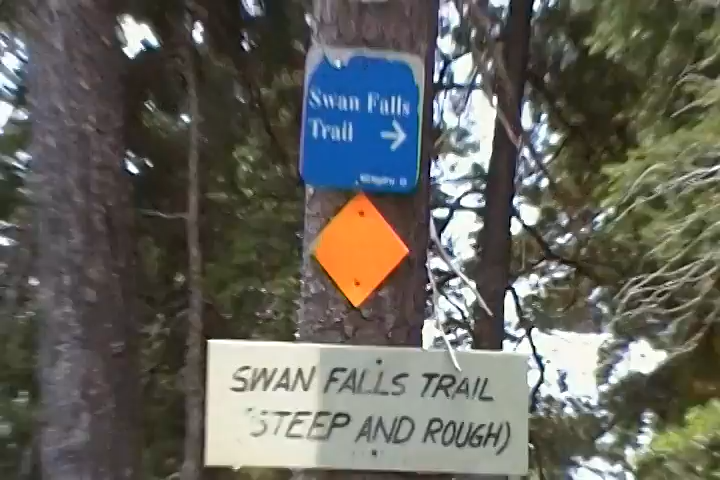 Swan Falls
Trail →
SWAN FALLS TRAIL
(STEEP AND ROUGH)